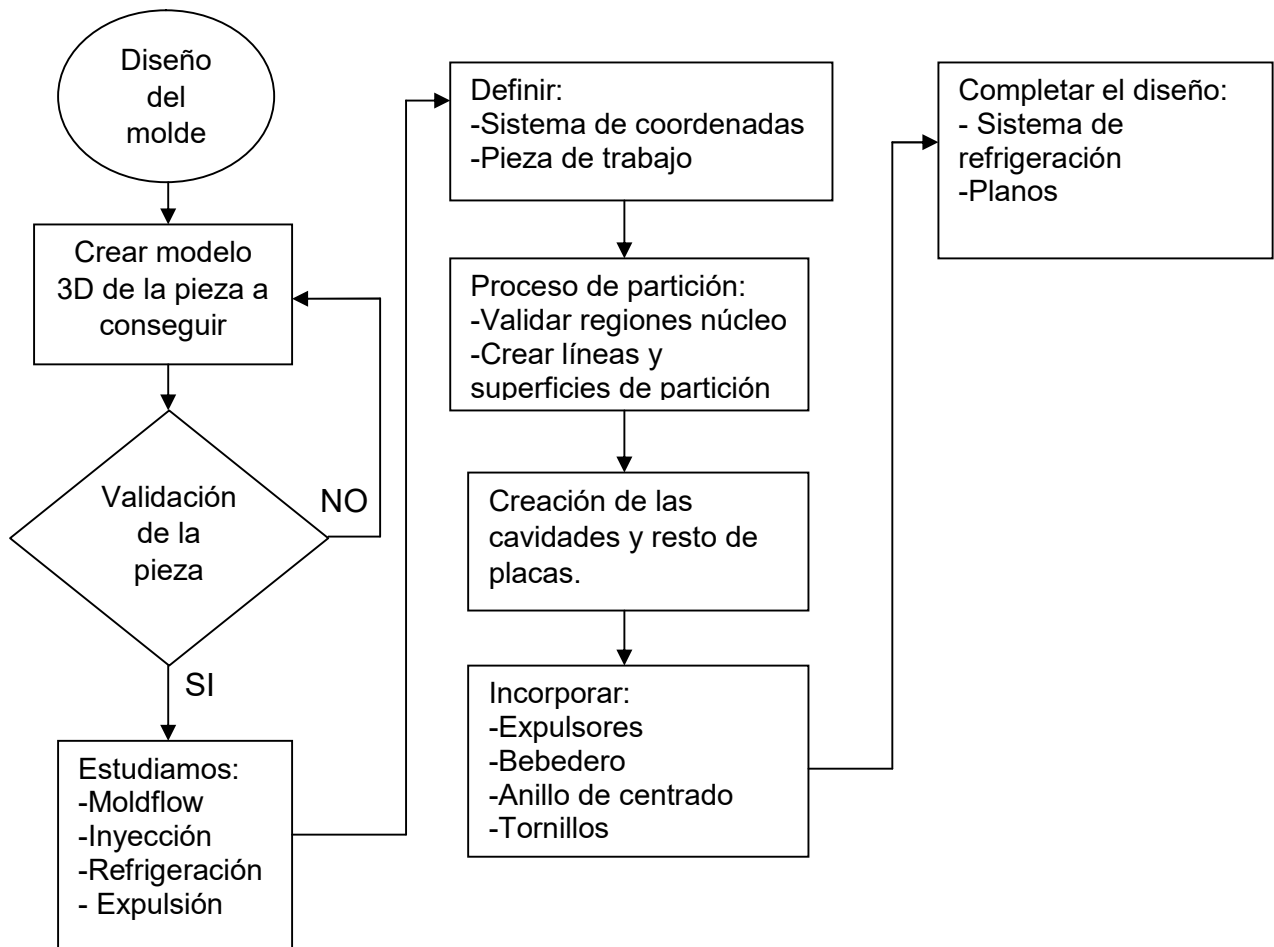 Diseño
del
molde
Crear modelo
3D de la pieza a
conseguir
Validación
de la
pieza
NO
SI
Estudiamos:
-Moldflow
-Inyección
-Refrigeración
- Expulsión
Definir:
-Sistema de coordenadas
-Pieza de trabajo
Proceso de partición:
-Validar regiones núcleo
-Crear líneas y
superficies de partición
Creación de las
cavidades y resto de
placas.
Incorporar:
-Expulsores
-Bebedero
-Anillo de centrado
-Tornillos
Completar el diseño:
- Sistema de
refrigeración
-Planos